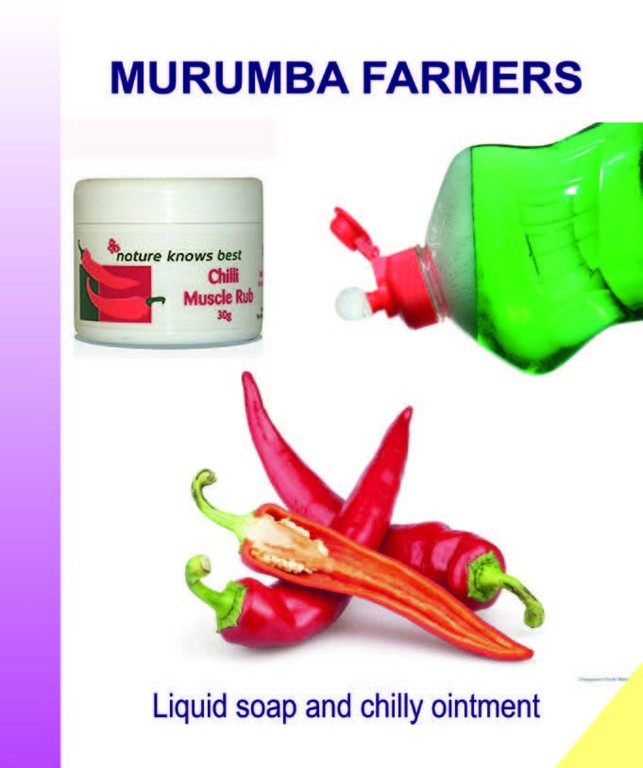 MURUMBA FARMERS
nature knows best
Chilli
Muscle Rub
30g
Liquid soap and chilly ointment